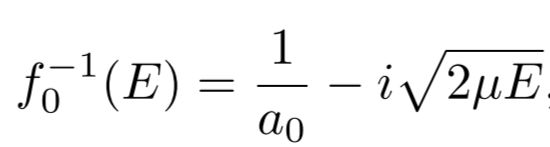 f_0^{-1}(E) = \frac{1}{a_0} - i\sqrt{2\mu E},